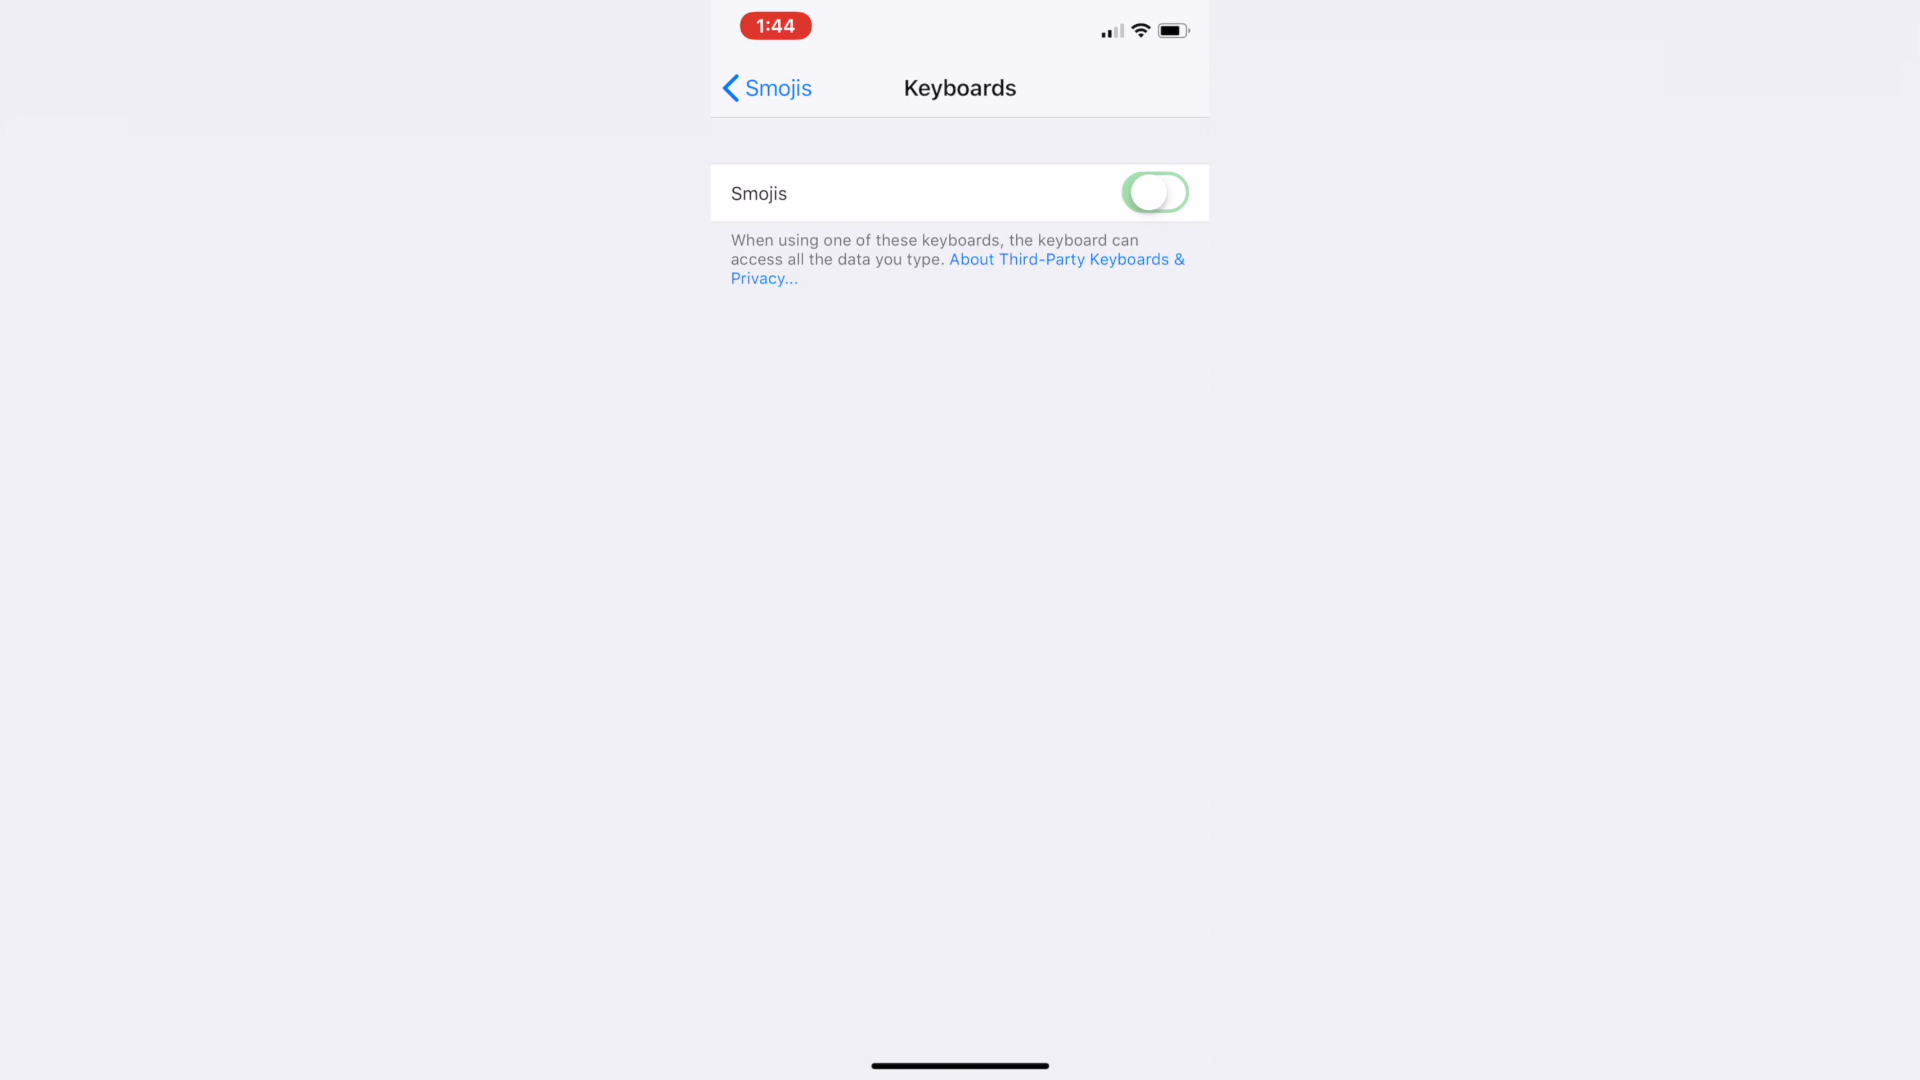 1:44
Smojis
Keyboards
Smojis
When using one of these keyboards, the keyboard can
access all the data you type. About Third-Party Keyboards &
Privacy...